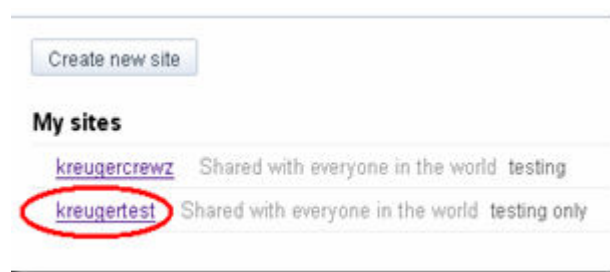 Create new site
My sites
kreugercrewz Shared with everyone in the world testing
kreugertest Shared with everyone in the world testing only